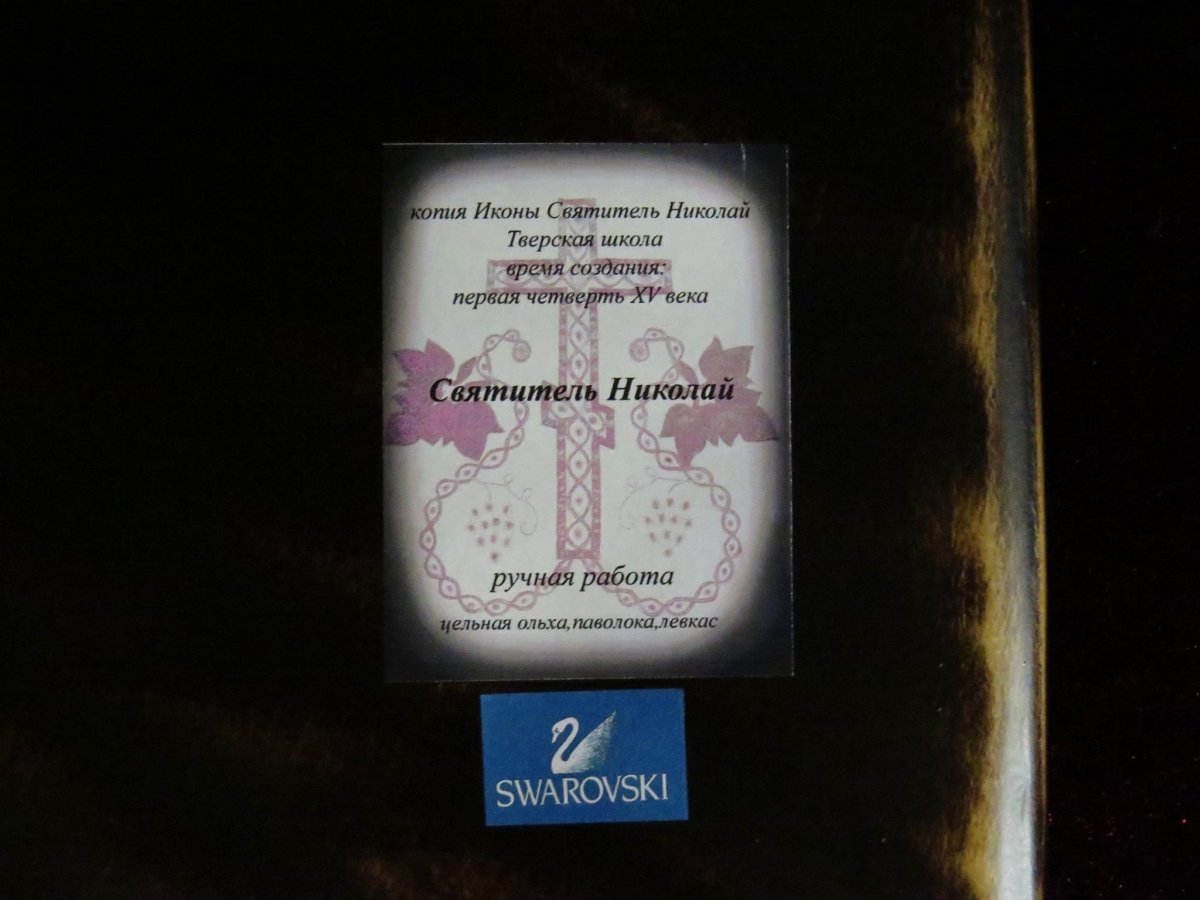 копия Иконы Святитель Николай
Тверская школа
время создания:
первая четверть XV века
Святитель Николай
ручная работа
цельная ольха,паволока,левкас
SWAROVSKI